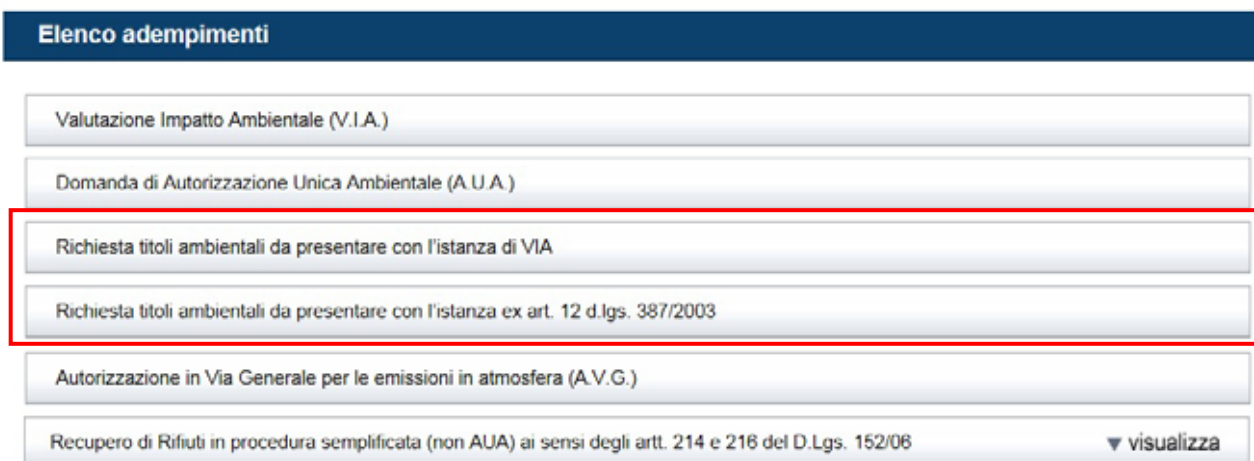 Elenco adempimenti
Valutazione Impatto Ambientale (V.I.A.)
Domanda di Autorizzazione Unica Ambientale (A.U.A.)
Richiesta titoli ambientali da presentare con l'istanza di VIA
Richiesta titoli ambientali da presentare con l'istanza ex art. 12 d.lgs. 387/2003
Autorizzazione in Via Generale per le emissioni in atmosfera (A.V.G.)
Recupero di Rifiuti in procedura semplificata (non AUA) ai sensi degli artt. 214 e 216 del D.Lgs. 152/06 ▼ visualizza